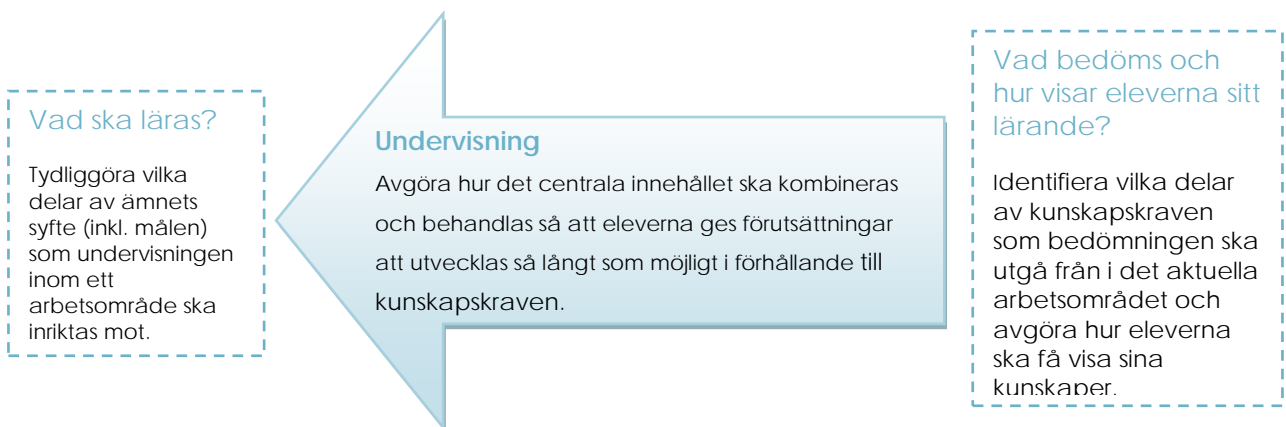 Vad ska läras?
Tydliggöra vilka
delar av ämnets
syfte (inkl. målen)
som undervisningen
inom ett
arbetsområde ska
inriktas mot.
Undervisning
Avgöra hur det centrala innehållet ska kombineras
och behandlas så att eleverna ges förutsättningar
att utvecklas så långt som möjligt i förhållande till
kunskapskraven.
Vad bedöms och
hur visar eleverna sitt
lärande?
Identifiera vilka delar
av kunskapskraven
som bedömningen ska
utgå från i det aktuella
arbetsområdet och
avgöra hur eleverna
ska få visa sina
kunskaper.